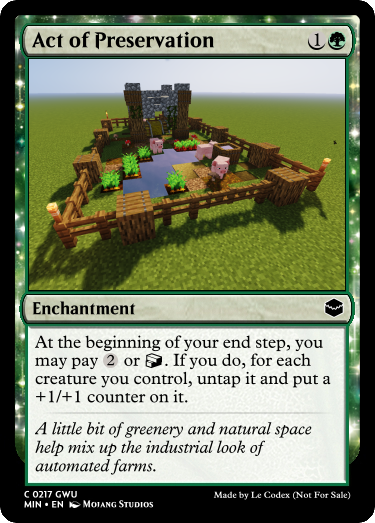 Act of Preservation 1
Enchantment
At the beginning of your end step, you
may pay 2 or . If you do, for each
creature you control, untap it and put a
+1/+1 counter on it.
A little bit of greenery and natural space
help mix up the industrial look of
automated farms.
C 0217 GWU
MIN • EN Mojang Studios
Made by Le Codex (Not For Sale)